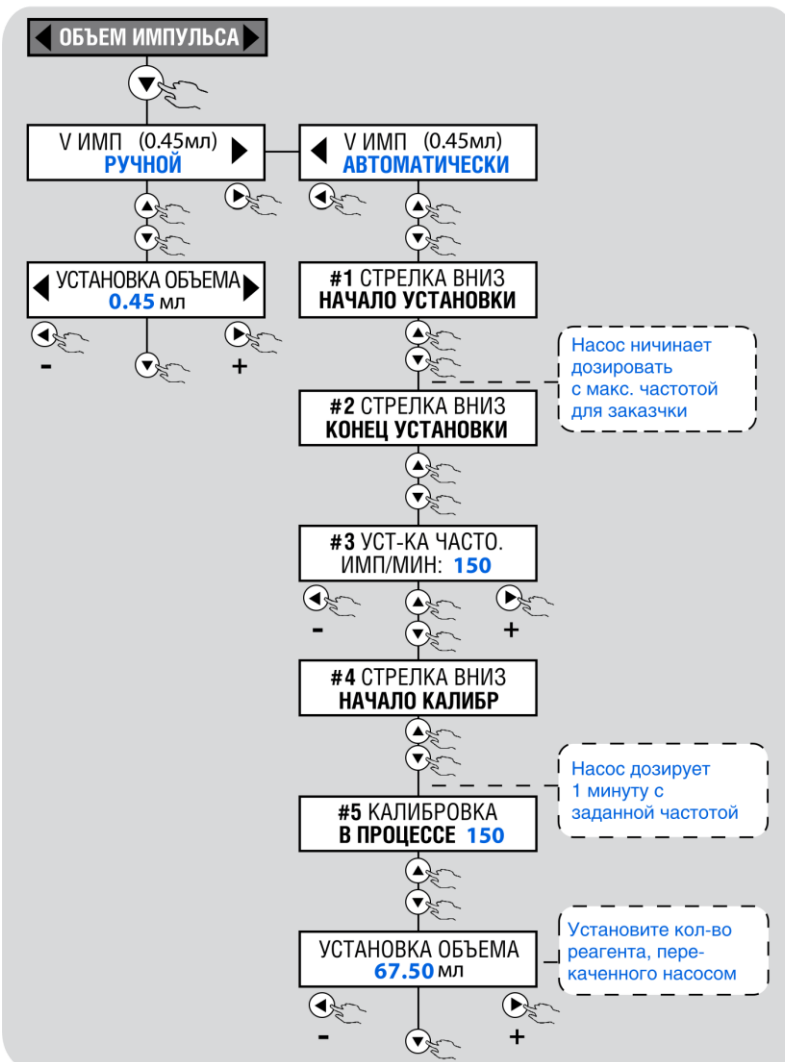 ОБЪЕМ ИМПУЛЬСА
V ИМП (0.45мл)
РУЧНОЙ
V ИМП (0.45мл)
АВТОМАТИЧЕСКИ
УСТАНОВКА ОБЪЕМА
0.45 мл
- +
#1 СТРЕЛКА ВНИЗ
НАЧАЛО УСТАНОВКИ
Насос ничинает
дозировать
с макс. частотой
для заказчки
#2 СТРЕЛКА ВНИЗ
КОНЕЦ УСТАНОВКИ
#3 УСТ-КА ЧАСТО.
ИМП/МИН: 150
- +
#4 СТРЕЛКА ВНИЗ
НАЧАЛО КАЛИБР
Насос дозирует
1 минуту с
заданной частотой
#5 КАЛИБРОВКА
В ПРОЦЕССЕ 150
Установите кол-во
реагента, пере-
каченного насосом
УСТАНОВКА ОБЪЕМА
67.50 мл
- +